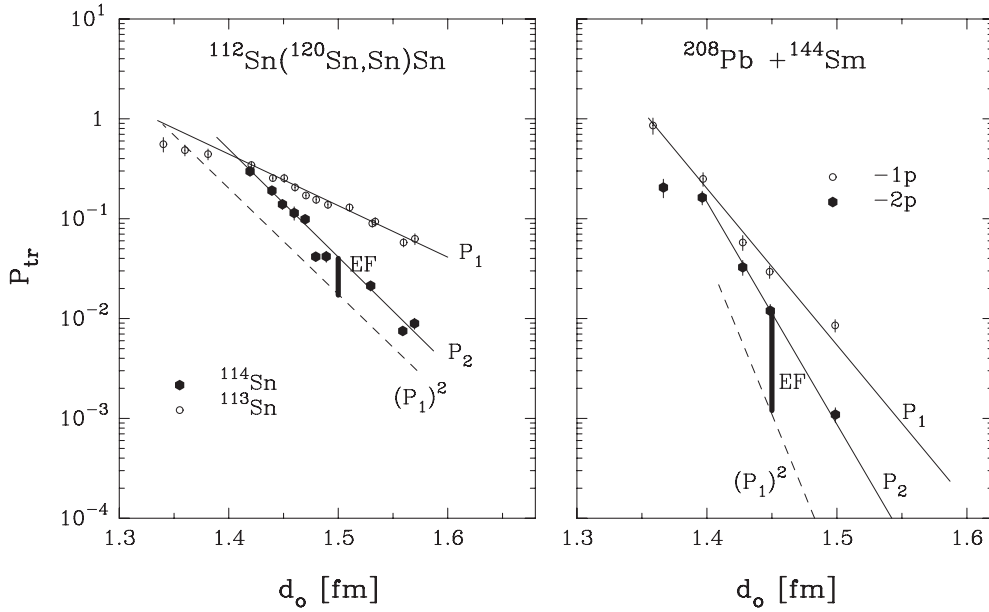 ¹¹²Sn(¹²⁰Sn,Sn)Sn
P_tr
10¹
1
10⁻¹
10⁻²
10⁻³
10⁻⁴
EF
P₁
P₂
(P₁)²
¹¹⁴Sn
¹¹³Sn
1.3
1.4
1.5
1.6
d_o [fm]
²⁰⁸Pb + ¹⁴⁴Sm
−1p
−2p
EF
P₁
(P₁)²
P₂
1.3
1.4
1.5
1.6
d_o [fm]